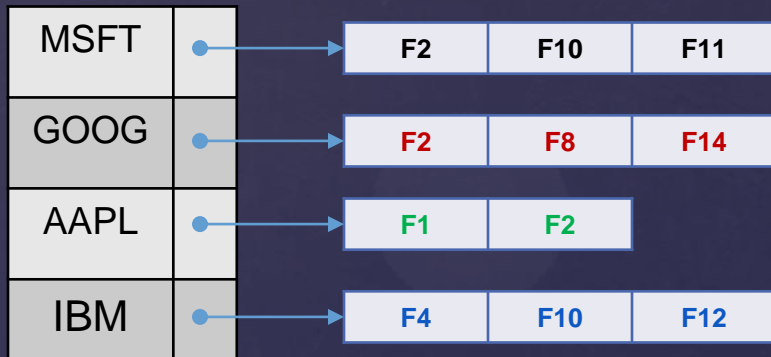 MSFT F2 F10 F11
GOOG F2 F8 F14
AAPL F1 F2
IBM F4 F10 F12